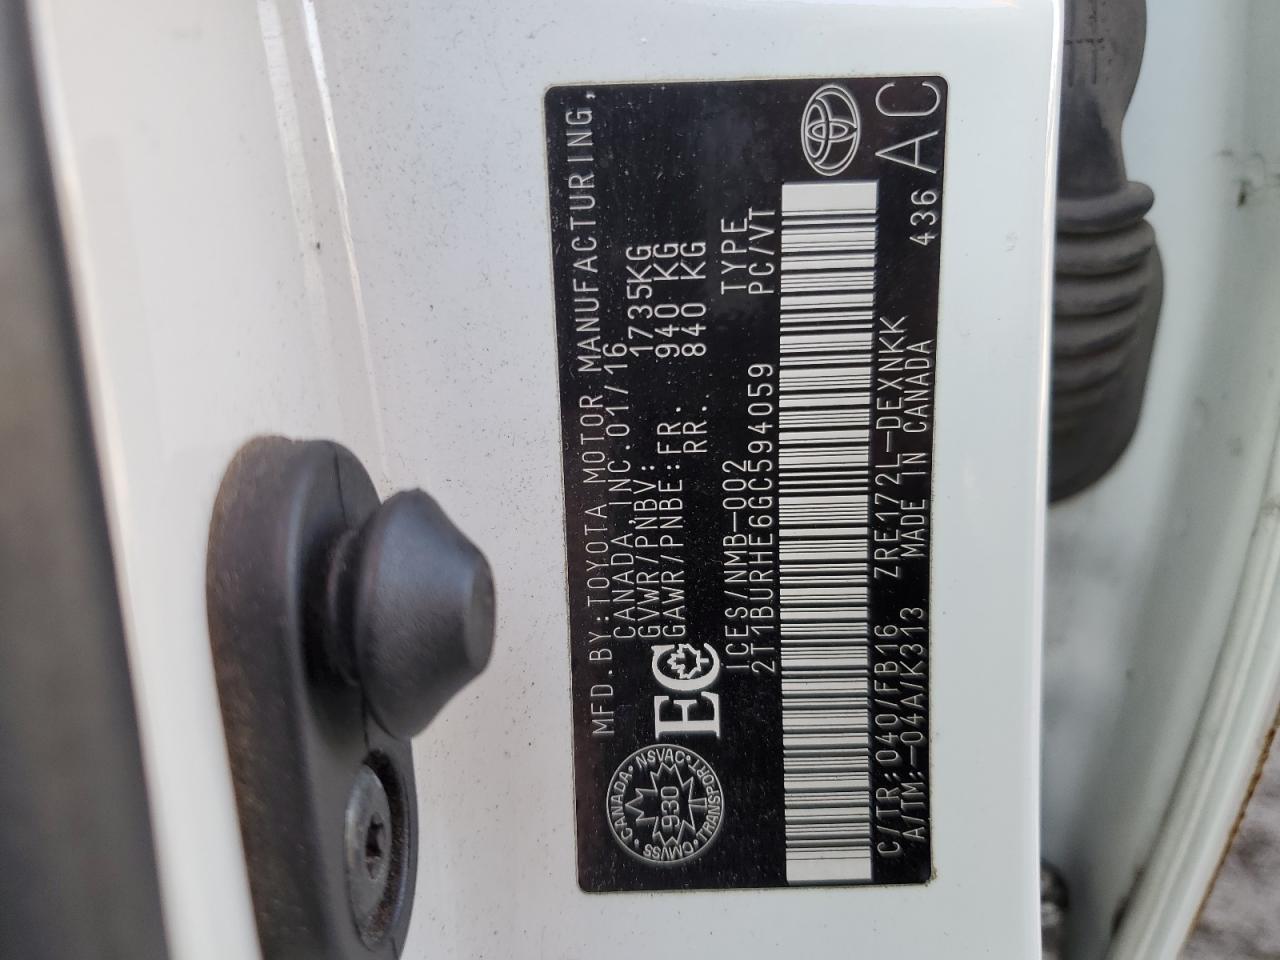 MFD.BY:TOYOTA MOTOR MANUFACTURING,
CANADA,INC.01/16
GVWR/PNBV: 1735KG
GAWR/PNBE:FR. 940 KG
RR. 840 KG
CANADA • NSVAC • TRANSPORT • CMVSS •
930
EC
ICES/NMB-002 TYPE
2T1BURHE6GC594059 PC/VT
C/TR:040/FB16 ZRE172L-DEXNKK AC
A/TM:-04A/K313 MADE IN CANADA 436